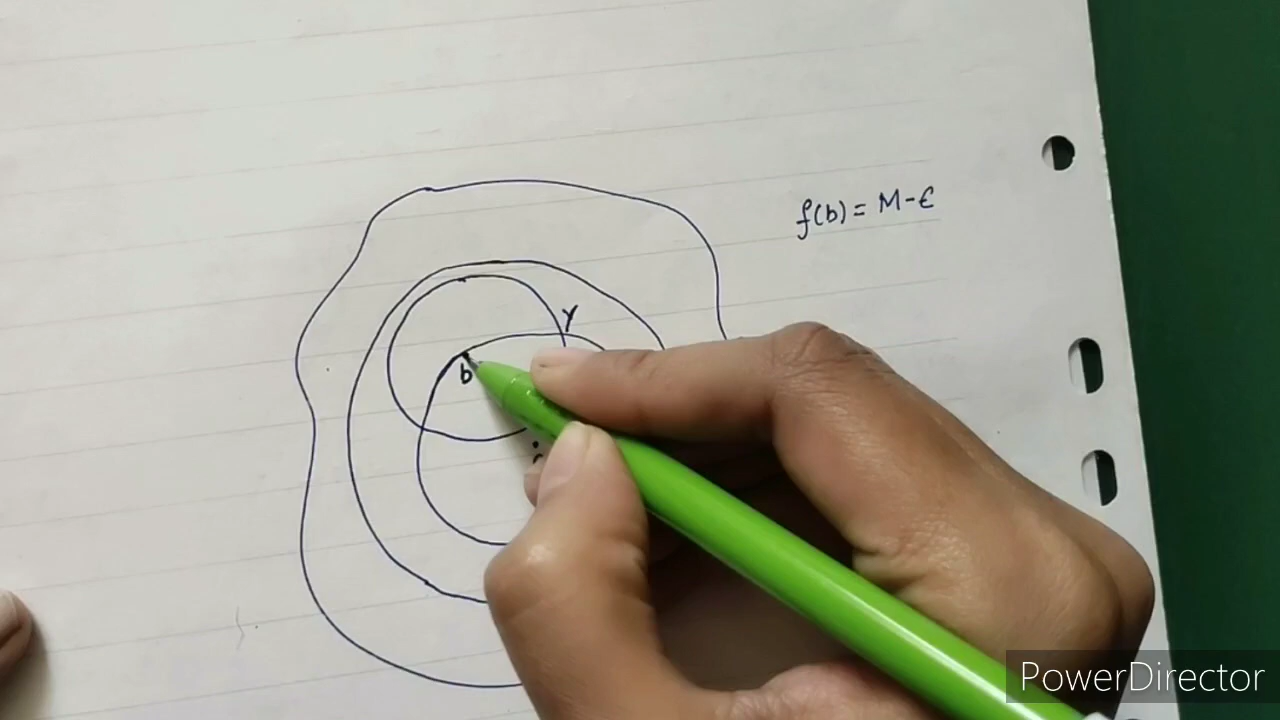 f(b) = M-ϵ
γ
b
PowerDirector